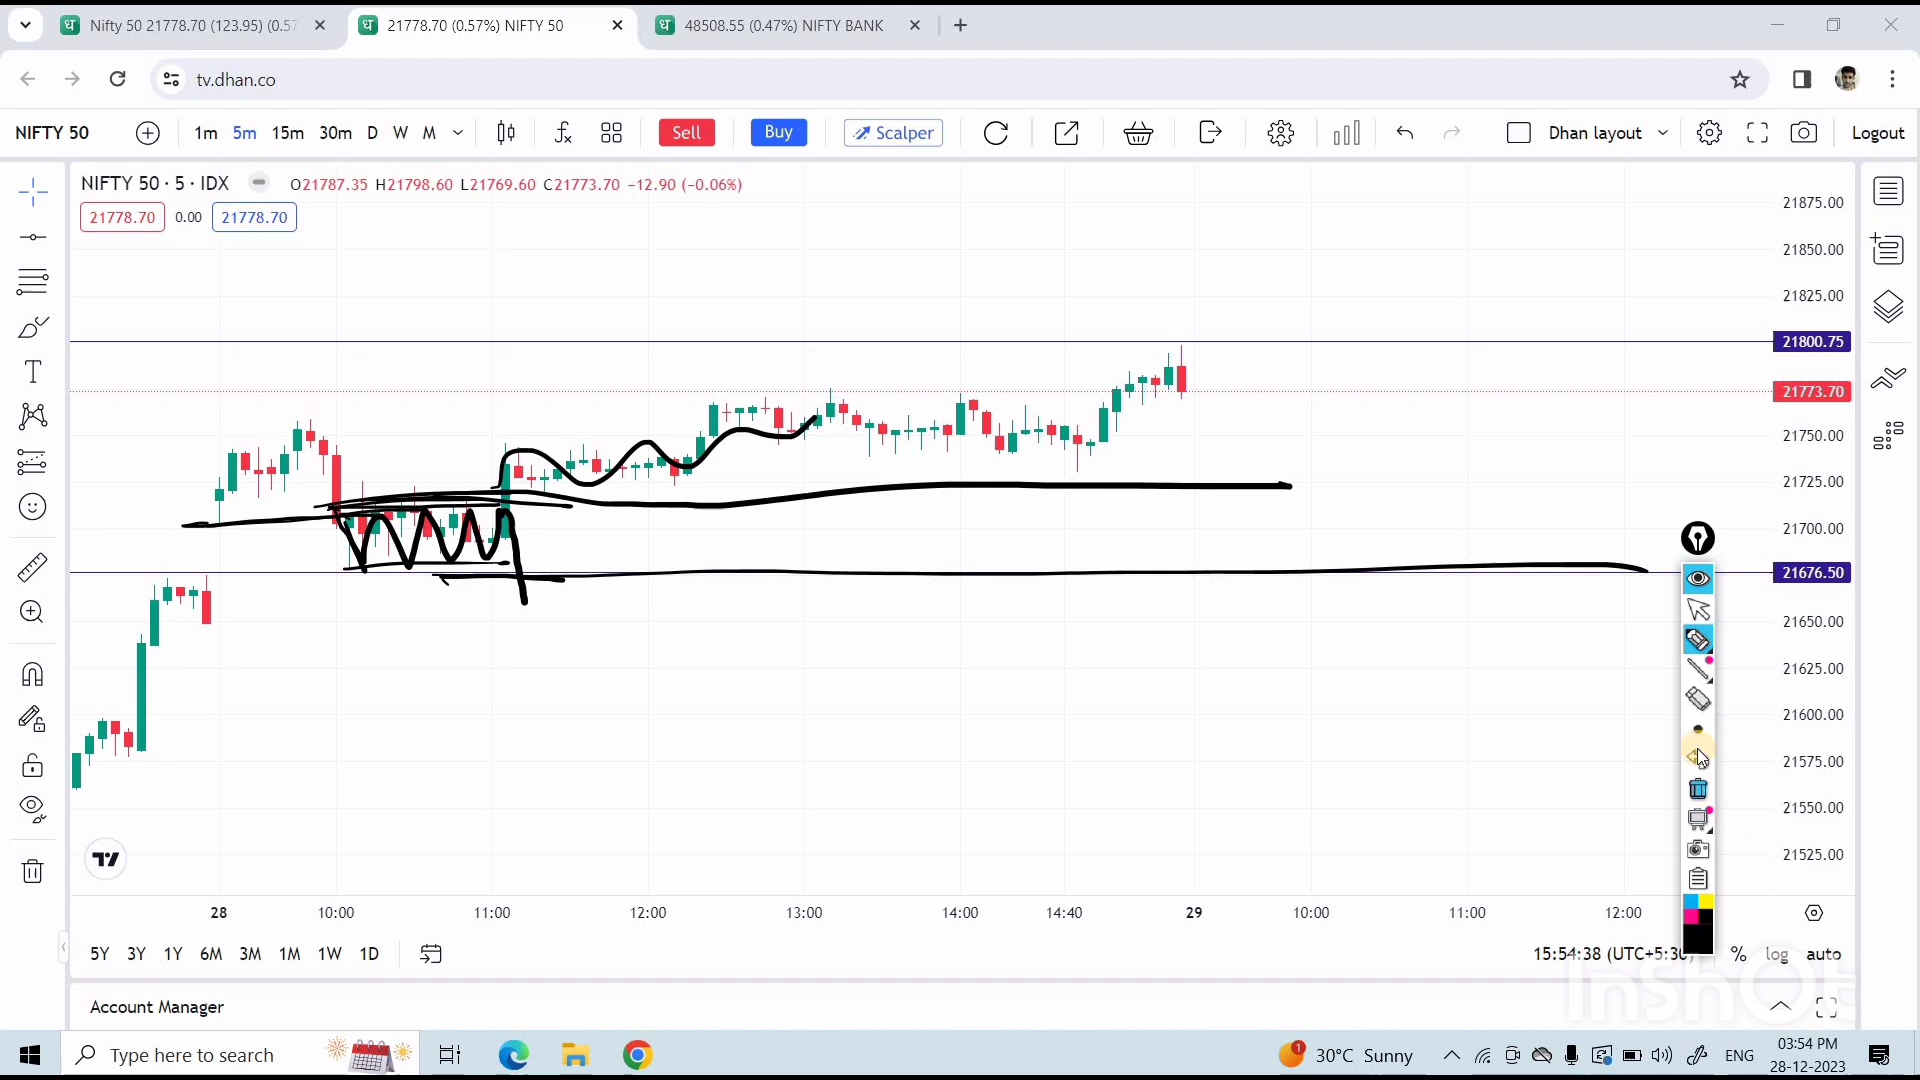 Nifty 50 21778.70 (123.95) (0.57
21778.70 (0.57%) NIFTY 50
48508.55 (0.47%) NIFTY BANK
tv.dhan.co
NIFTY 50 1m 5m 15m 30m D W M Sell Buy Scalper Dhan layout Logout
NIFTY 50 · 5 · IDX O21787.35 H21798.60 L21769.60 C21773.70 −12.90 (−0.06%)
21778.70 0.00 21778.70
21875.00
21850.00
21825.00
21800.75
21773.70
21750.00
21725.00
21700.00
21676.50
21650.00
21625.00
21600.00
21575.00
21550.00
21525.00
28 10:00 11:00 12:00 13:00 14:00 14:40 29 10:00 11:00 12:00
5Y 3Y 1Y 6M 3M 1M 1W 1D 15:54:38 (UTC+5:30) % log auto
InShOt
Account Manager
Type here to search
1
30°C Sunny
ENG
03:54 PM
28-12-2023